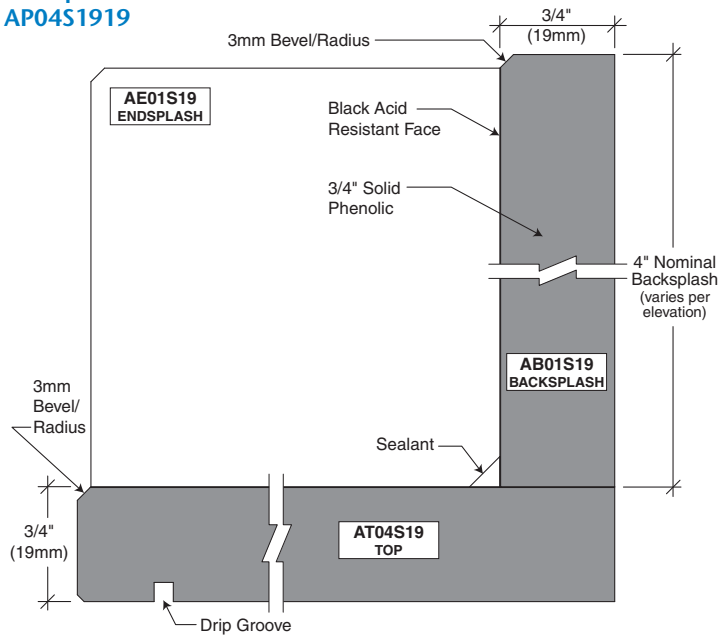 AP04S1919
3/4"
(19mm)
3mm Bevel/Radius
AE01S19
ENDSPLASH
Black Acid
Resistant Face
3/4" Solid
Phenolic
4" Nominal
Backsplash
(varies per
elevation)
AB01S19
BACKSPLASH
3mm
Bevel/
Radius
Sealant
3/4"
(19mm)
AT04S19
TOP
Drip Groove